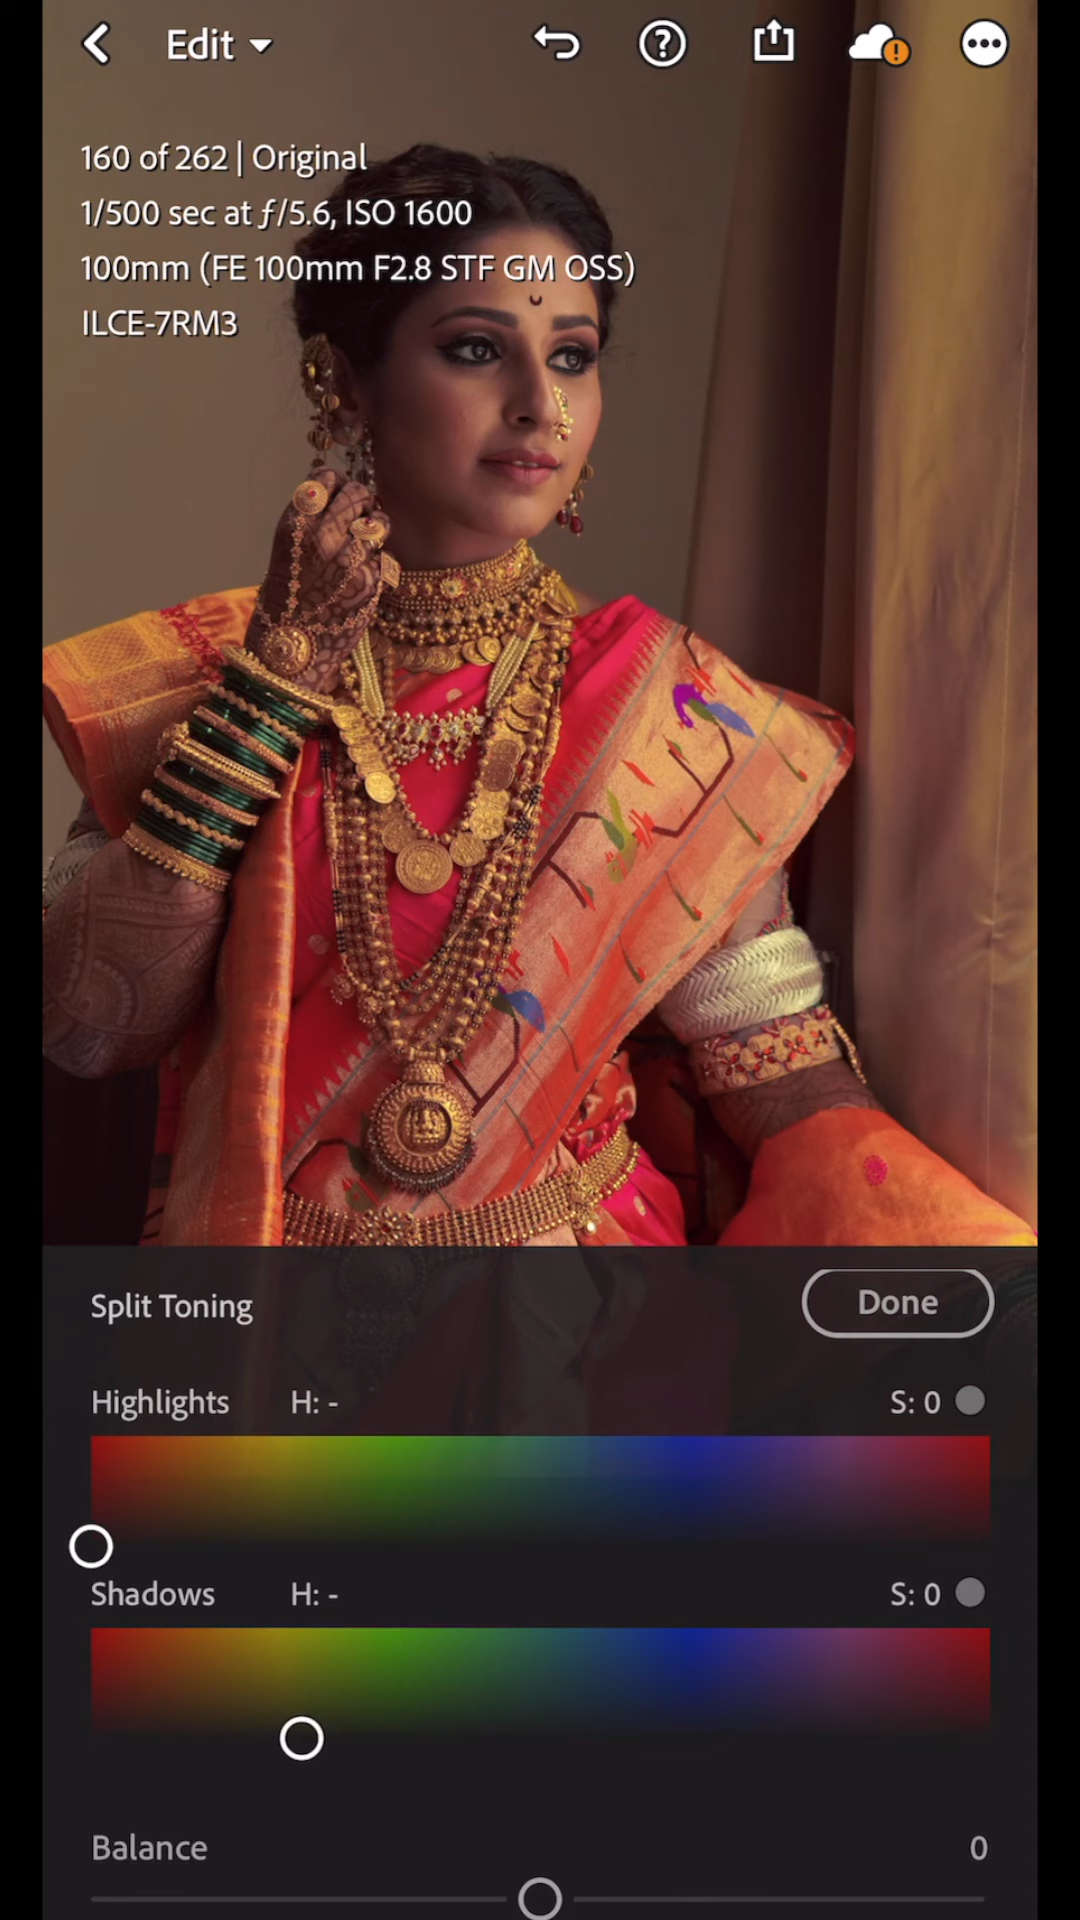 Edit
160 of 262 | Original
1/500 sec at ƒ/5.6, ISO 1600
100mm (FE 100mm F2.8 STF GM OSS)
ILCE-7RM3
Split Toning
Done
Highlights H: - S: 0
Shadows H: - S: 0
Balance 0